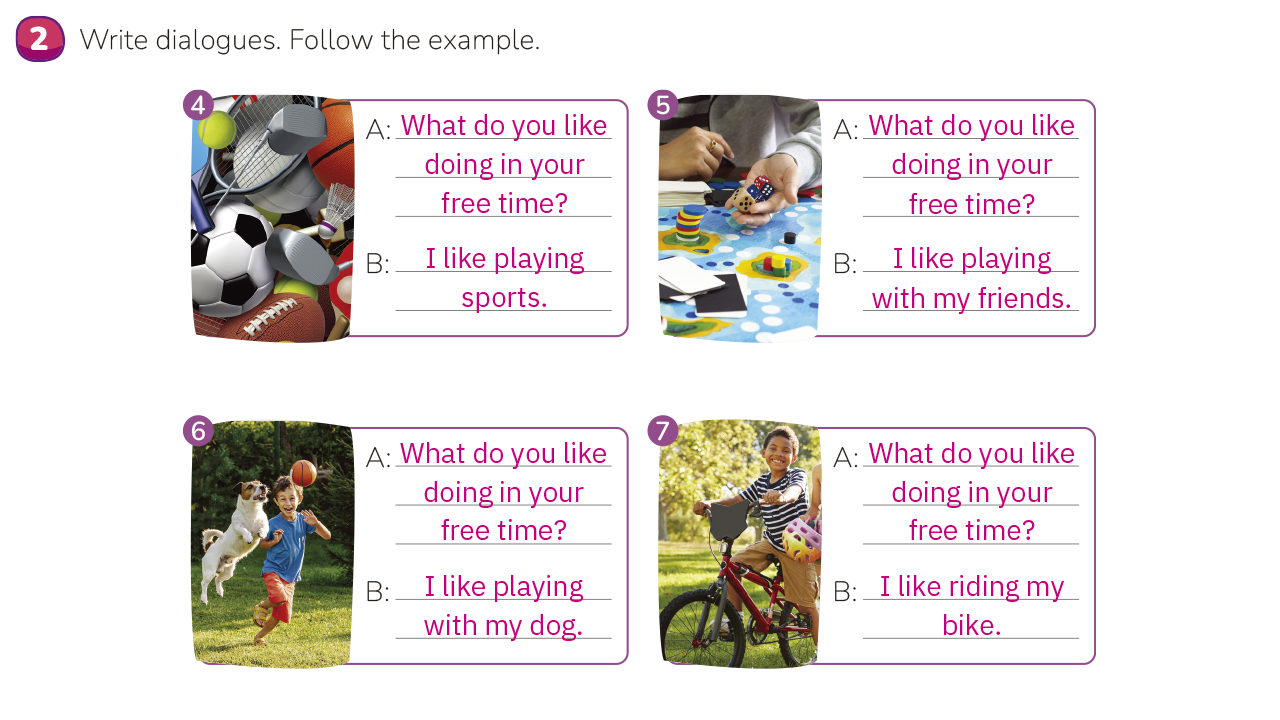 2 Write dialogues. Follow the example.
4
A: What do you like
doing in your
free time?
B: I like playing
sports.
5
A: What do you like
doing in your
free time?
B: I like playing
with my friends.
6
A: What do you like
doing in your
free time?
B: I like playing
with my dog.
7
A: What do you like
doing in your
free time?
B: I like riding my
bike.